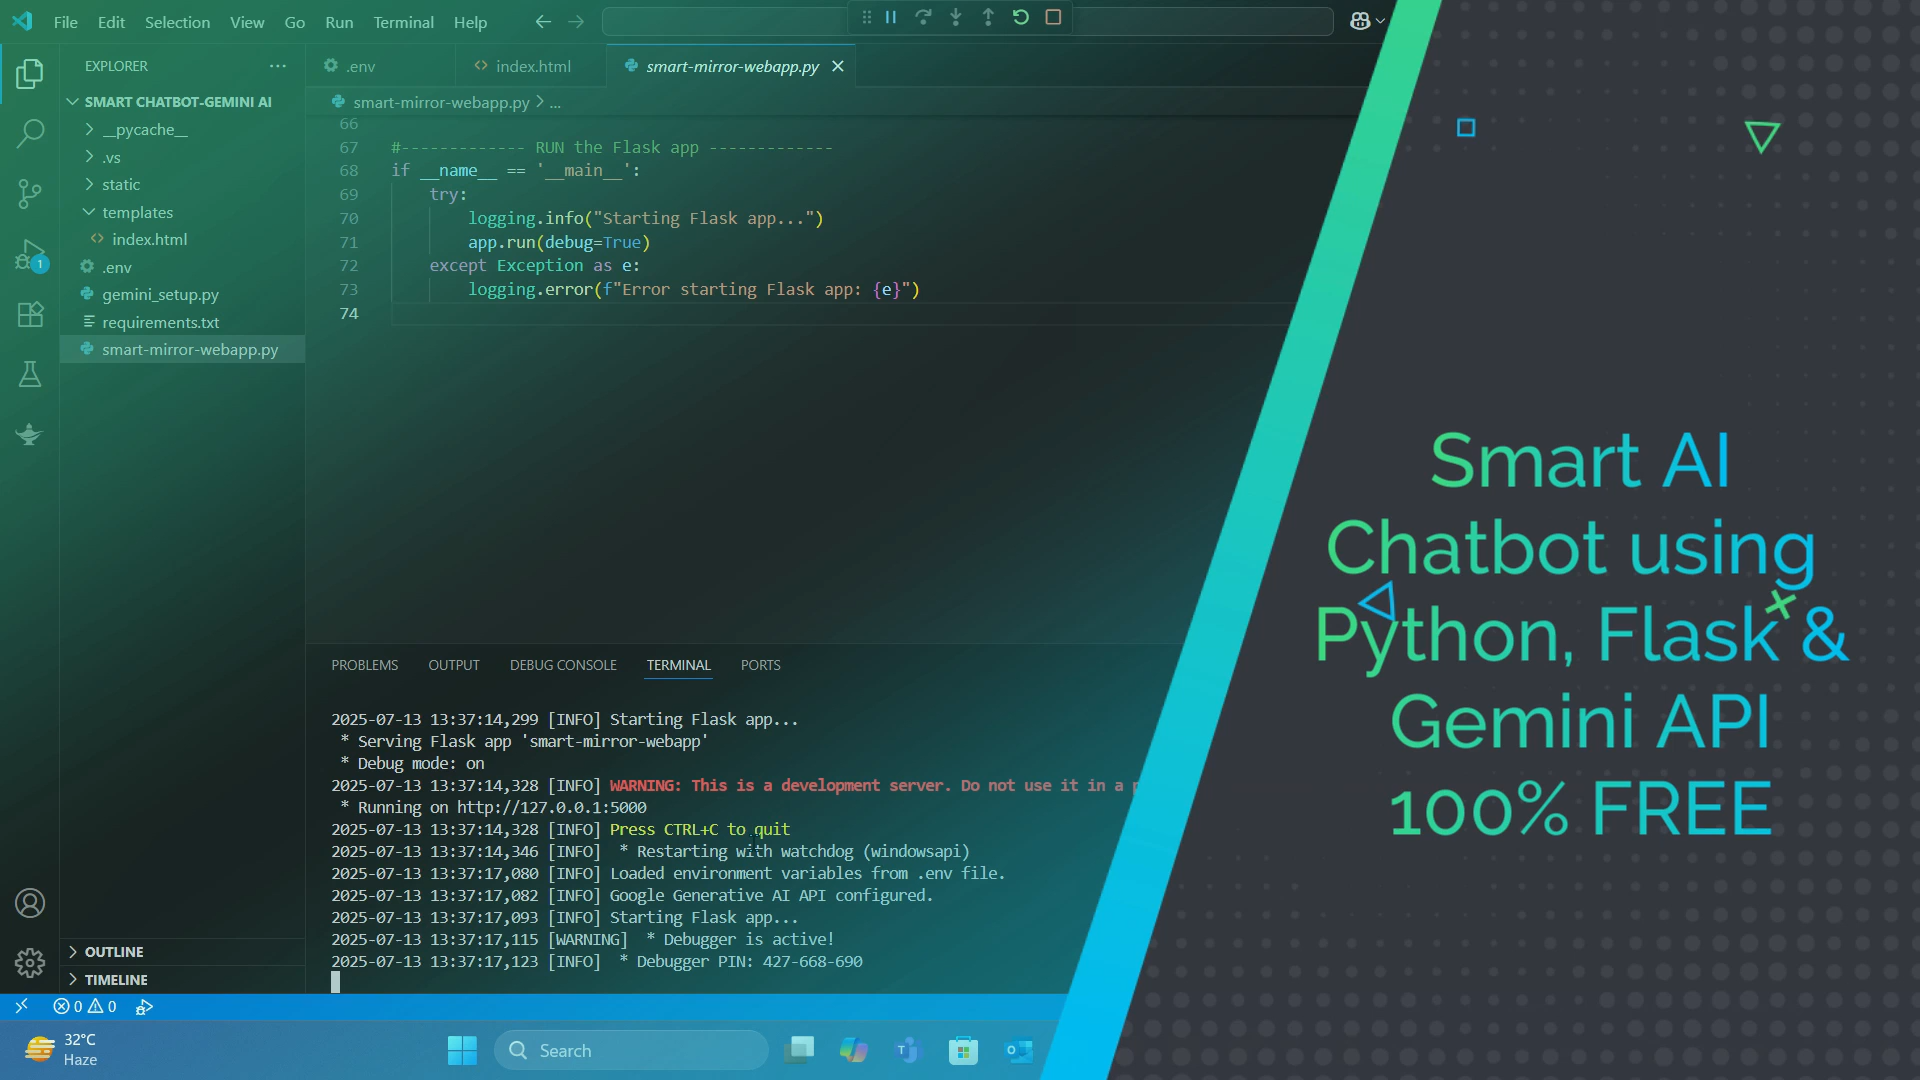 File Edit Selection View Go Run Terminal Help
EXPLORER
SMART CHATBOT-GEMINI AI
__pycache__
.vs
static
templates
index.html
.env
gemini_setup.py
requirements.txt
smart-mirror-webapp.py
OUTLINE
TIMELINE
.env
index.html
smart-mirror-webapp.py
smart-mirror-webapp.py > ...
66
67 #------------- RUN the Flask app -------------
68 if __name__ == '__main__':
69 try:
70 logging.info("Starting Flask app...")
71 app.run(debug=True)
72 except Exception as e:
73 logging.error(f"Error starting Flask app: {e}")
74
PROBLEMS OUTPUT DEBUG CONSOLE TERMINAL PORTS
2025-07-13 13:37:14,299 [INFO] Starting Flask app...
* Serving Flask app 'smart-mirror-webapp'
* Debug mode: on
2025-07-13 13:37:14,328 [INFO] WARNING: This is a development server. Do not use it in a p
* Running on http://127.0.0.1:5000
2025-07-13 13:37:14,328 [INFO] Press CTRL+C to quit
2025-07-13 13:37:14,346 [INFO] * Restarting with watchdog (windowsapi)
2025-07-13 13:37:17,080 [INFO] Loaded environment variables from .env file.
2025-07-13 13:37:17,082 [INFO] Google Generative AI API configured.
2025-07-13 13:37:17,093 [INFO] Starting Flask app...
2025-07-13 13:37:17,115 [WARNING] * Debugger is active!
2025-07-13 13:37:17,123 [INFO] * Debugger PIN: 427-668-690
1
0 0
32°C
Haze
Search
Smart AI
Chatbot using
Python, Flask &
Gemini API
100% FREE